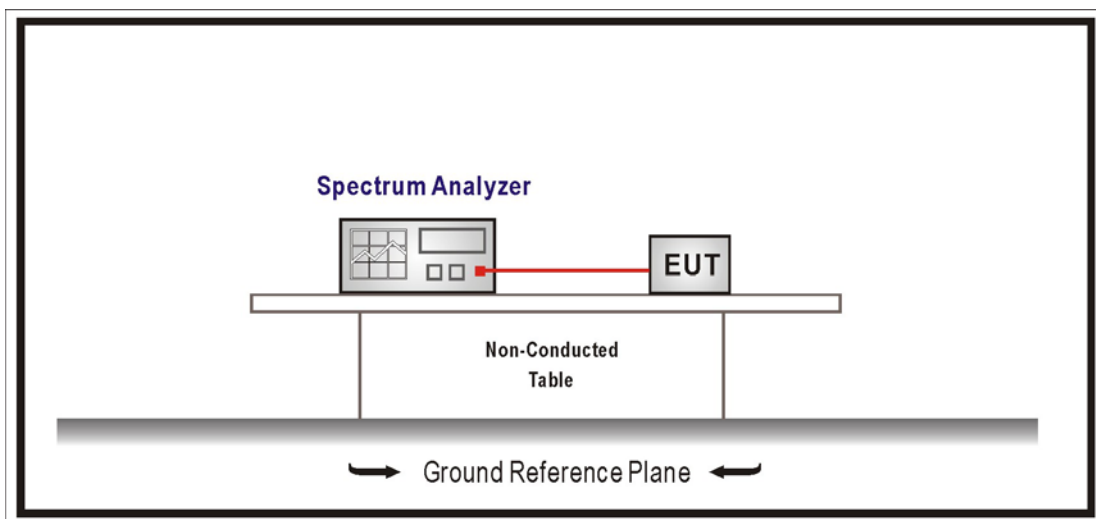 Spectrum Analyzer
EUT
Non-Conducted
Table
Ground Reference Plane